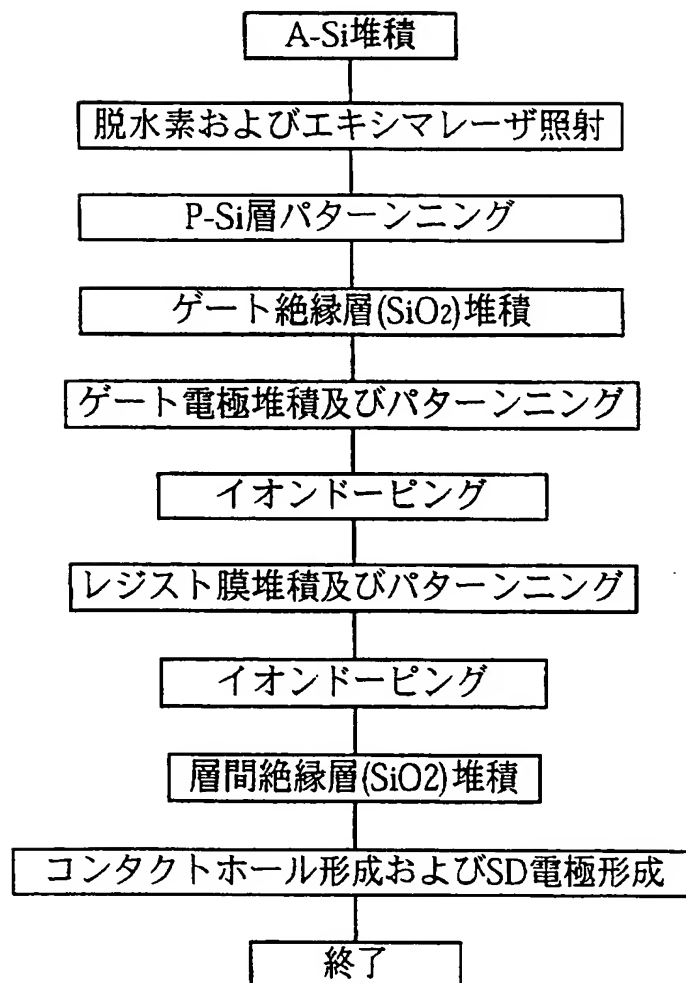 A-Si堆積
脱水素およびエキシマレーザ照射
P-Si層パターンニング
ゲート絶縁層(SiO2)堆積
ゲート電極堆積及びパターンニング
イオンドーピング
レジスト膜堆積及びパターンニング
イオンドーピング
層間絶縁層(SiO2)堆積
コンタクトホール形成およびSD電極形成
終了